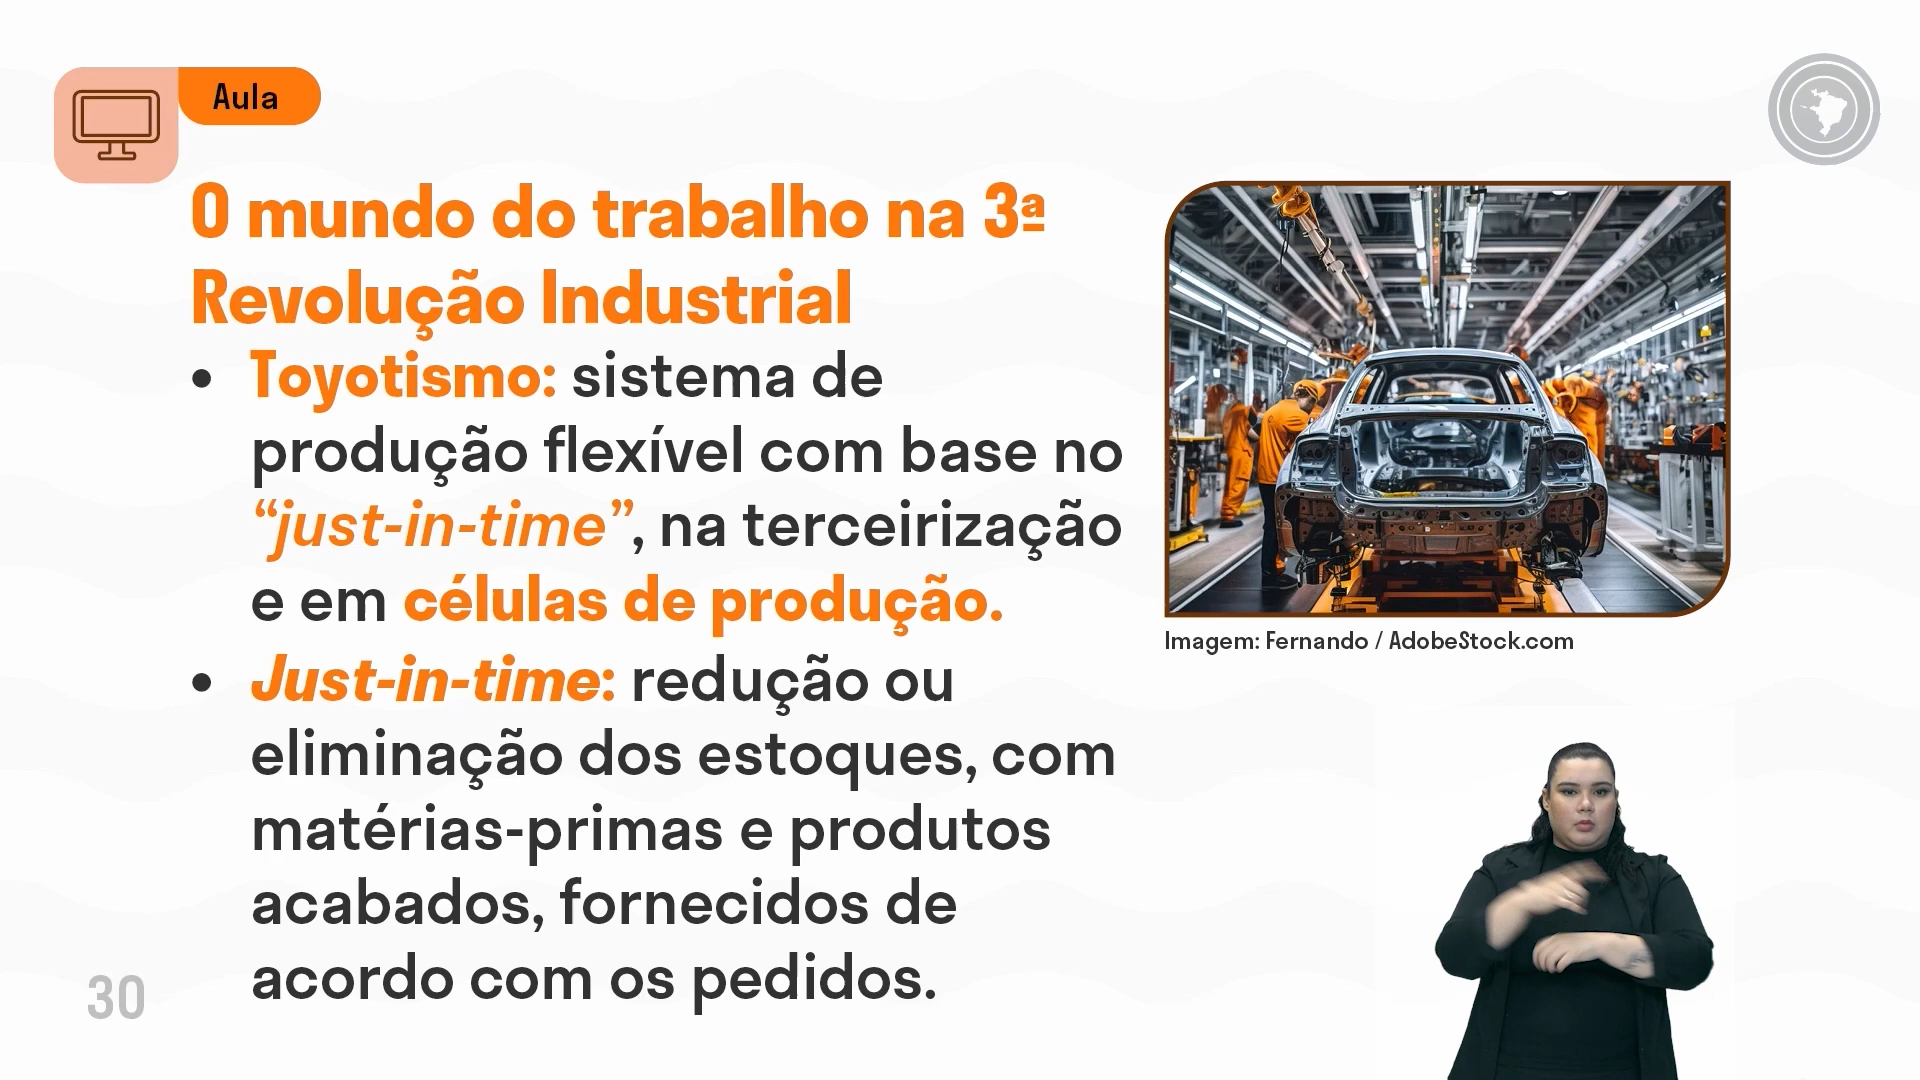 Aula
O mundo do trabalho na 3ª
Revolução Industrial
• Toyotismo: sistema de
produção flexível com base no
“just-in-time”, na terceirização
e em células de produção.
• Just-in-time: redução ou
eliminação dos estoques, com
matérias-primas e produtos
acabados, fornecidos de
acordo com os pedidos.
Imagem: Fernando / AdobeStock.com
30